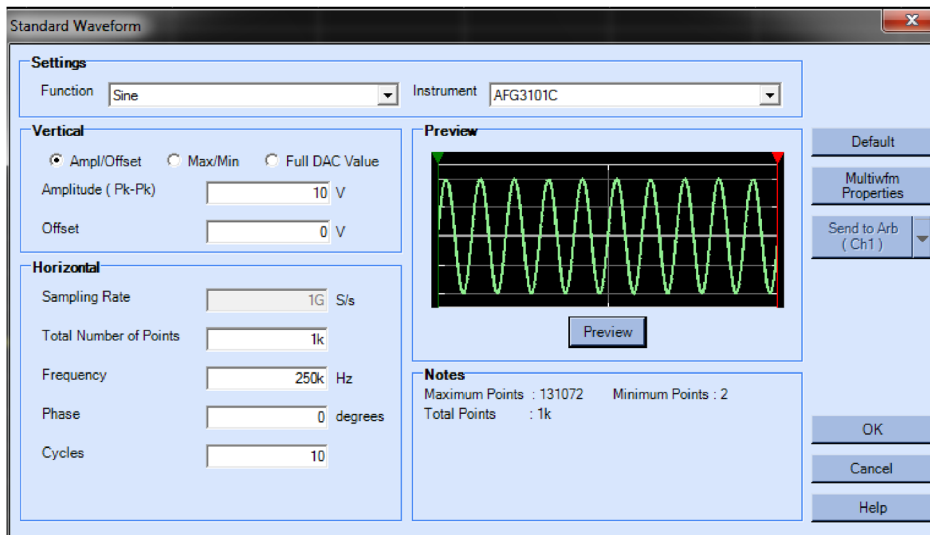 Standard Waveform
Settings
Function Sine Instrument AFG3101C
Vertical
Ampl/Offset Max/Min Full DAC Value
Amplitude ( Pk-Pk) 10 V
Offset 0 V
Horizontal
Sampling Rate 1G S/s
Total Number of Points 1k
Frequency 250k Hz
Phase 0 degrees
Cycles 10
Preview
Preview
Notes
Maximum Points : 131072 Minimum Points : 2
Total Points : 1k
Default
Multiwfm
Properties
Send to Arb
( Ch1 )
OK
Cancel
Help